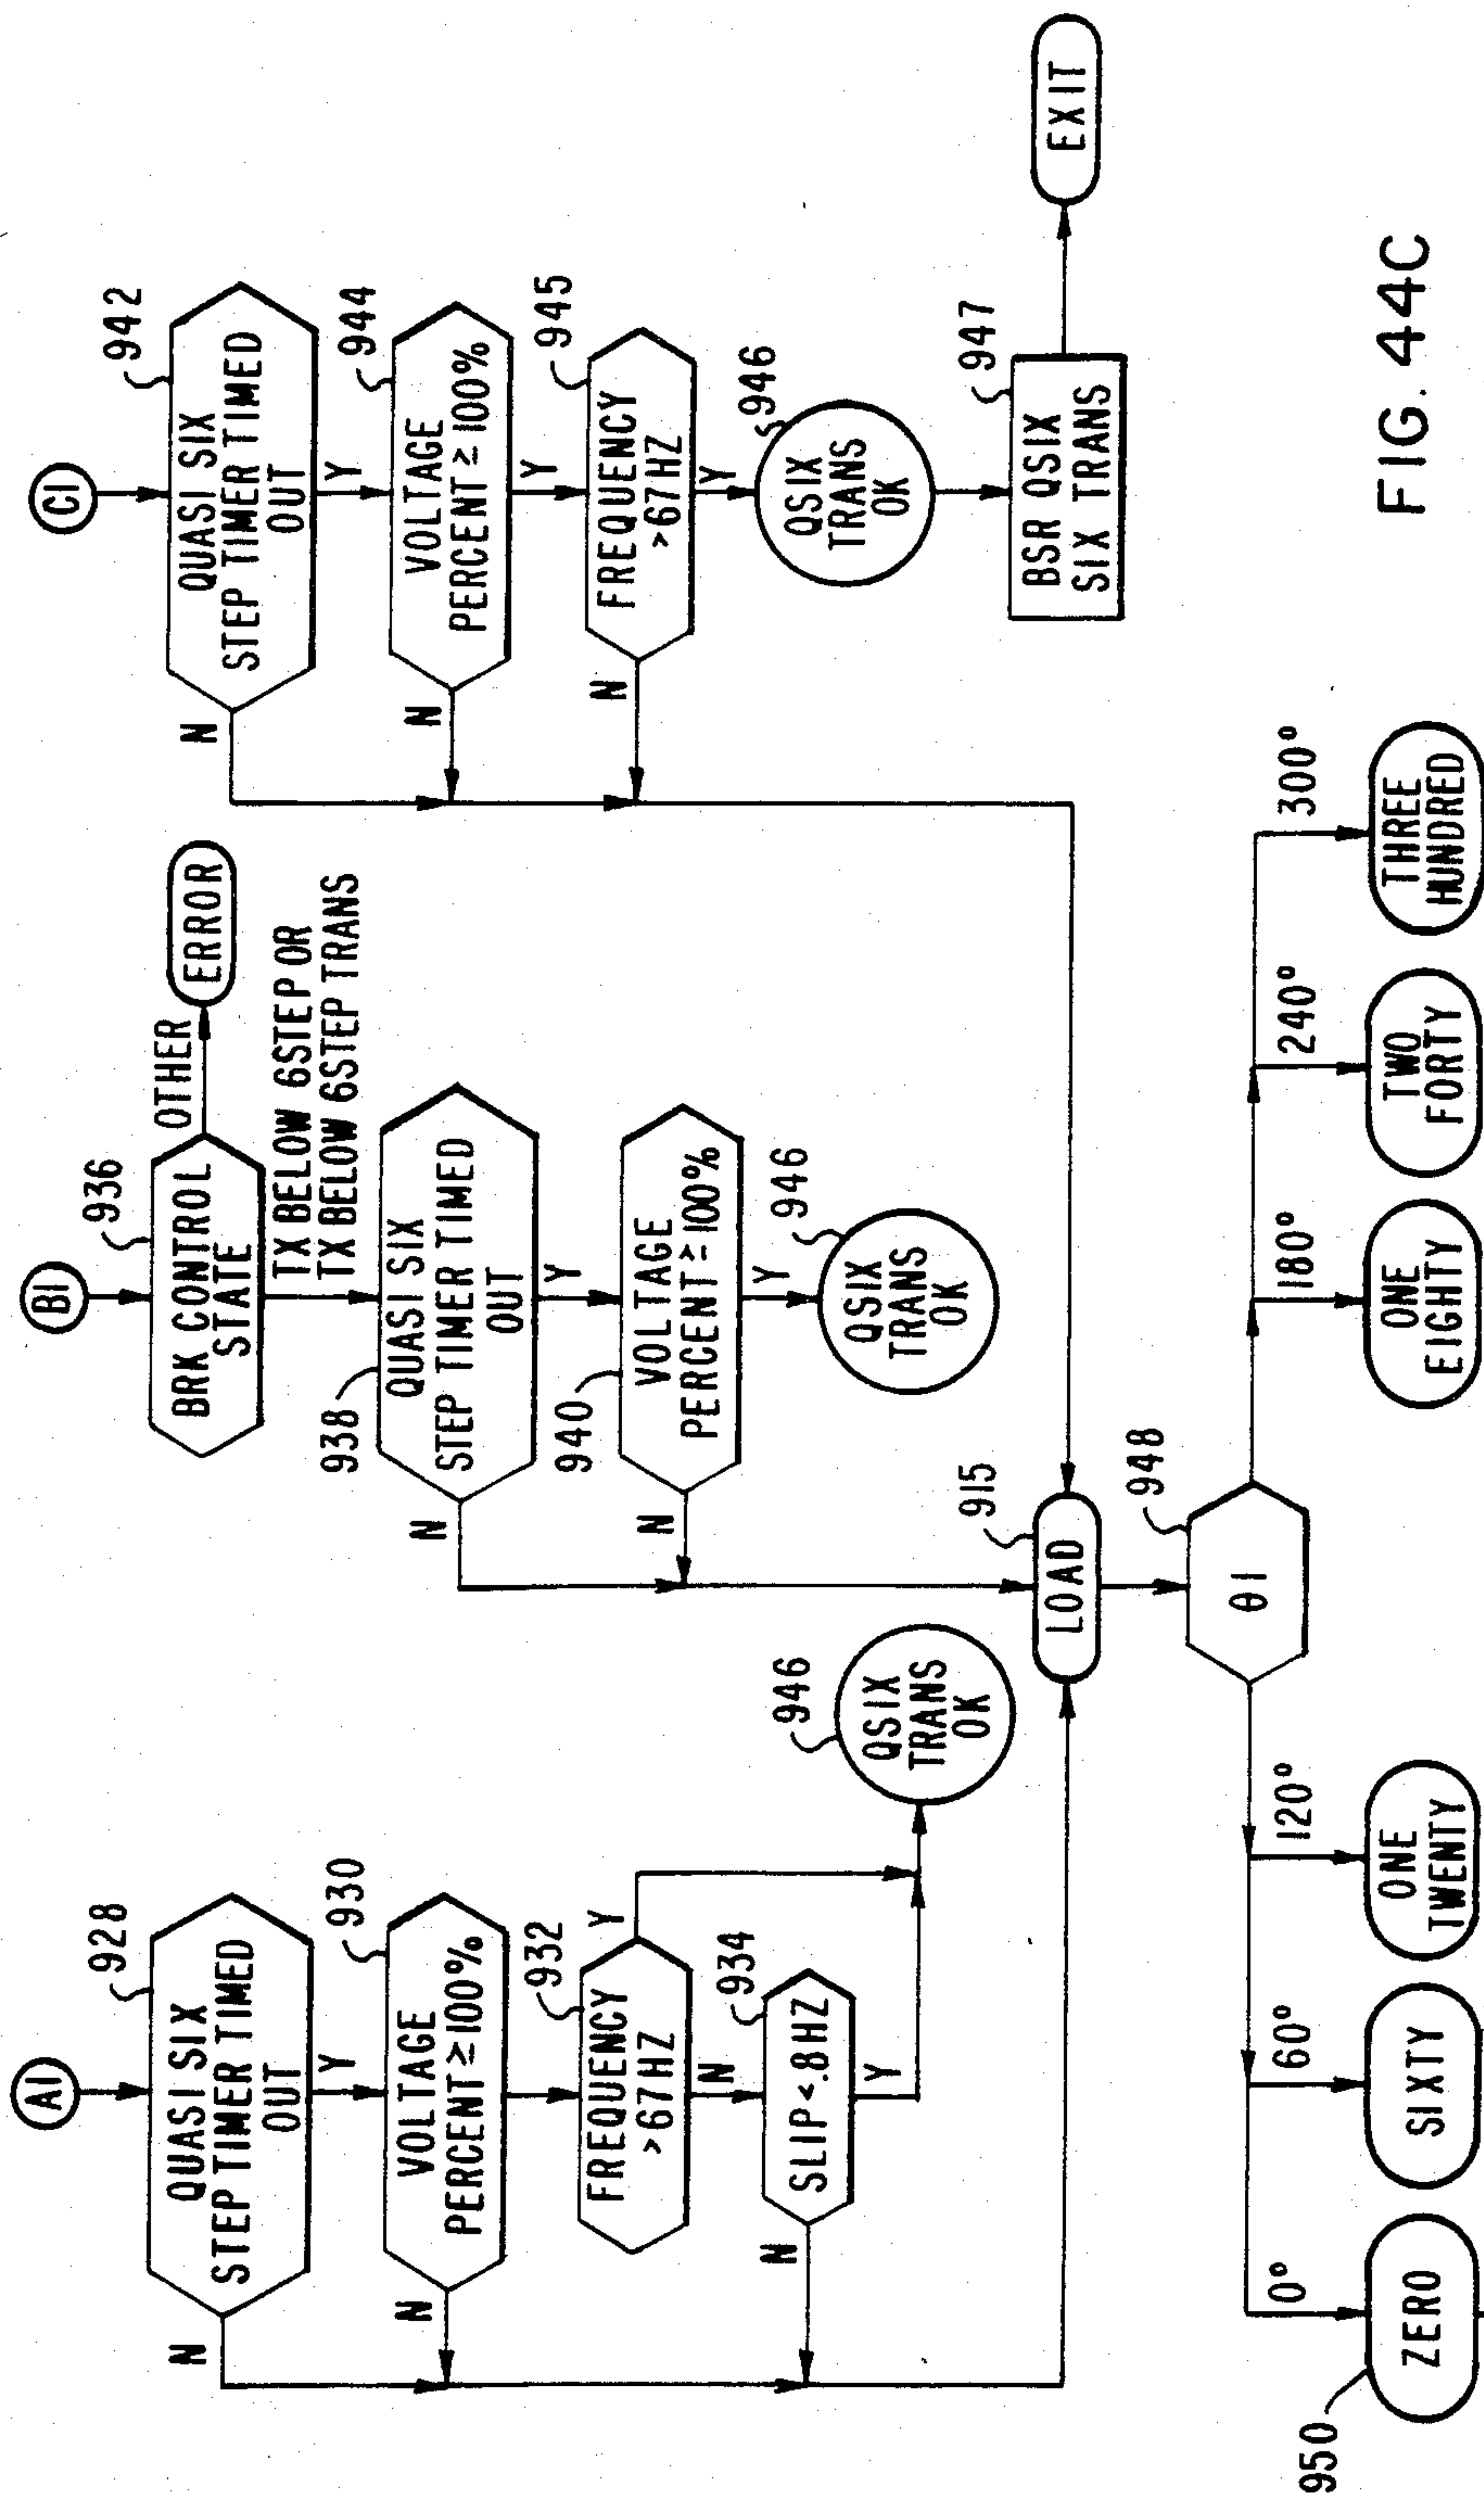 A1
928
QUASI SIX
STEP TIMER TIMED
OUT
N
Y
930
VOLTAGE
PERCENT ≥100%
N
932
FREQUENCY
>67HZ
Y
N
934
SLIP <.8HZ
N
Y
946
QSIX
TRANS
OK
B1
936
BRK CONTROL
STATE
OTHER
ERROR
TX BELOW 6STEP OR
TX BELOW 6STEP TRANS
938
QUASI SIX
STEP TIMER TIMED
OUT
N
Y
940
VOLTAGE
PERCENT ≥100%
N
Y
946
QSIX
TRANS
OK
C1
942
QUASI SIX
STEP TIMER TIMED
OUT
N
Y
944
VOLTAGE
PERCENT ≥100%
N
Y
945
FREQUENCY
>67HZ
N
Y
946
QSIX
TRANS
OK
947
BSR QSIX
SIX TRANS
EXIT
915
LOAD
948
θ1
0°
60°
120°
180°
240°
300°
950
ZERO
SIXTY
ONE
TWENTY
ONE
EIGHTY
TWO
FORTY
THREE
HUNDRED
FIG. 44C